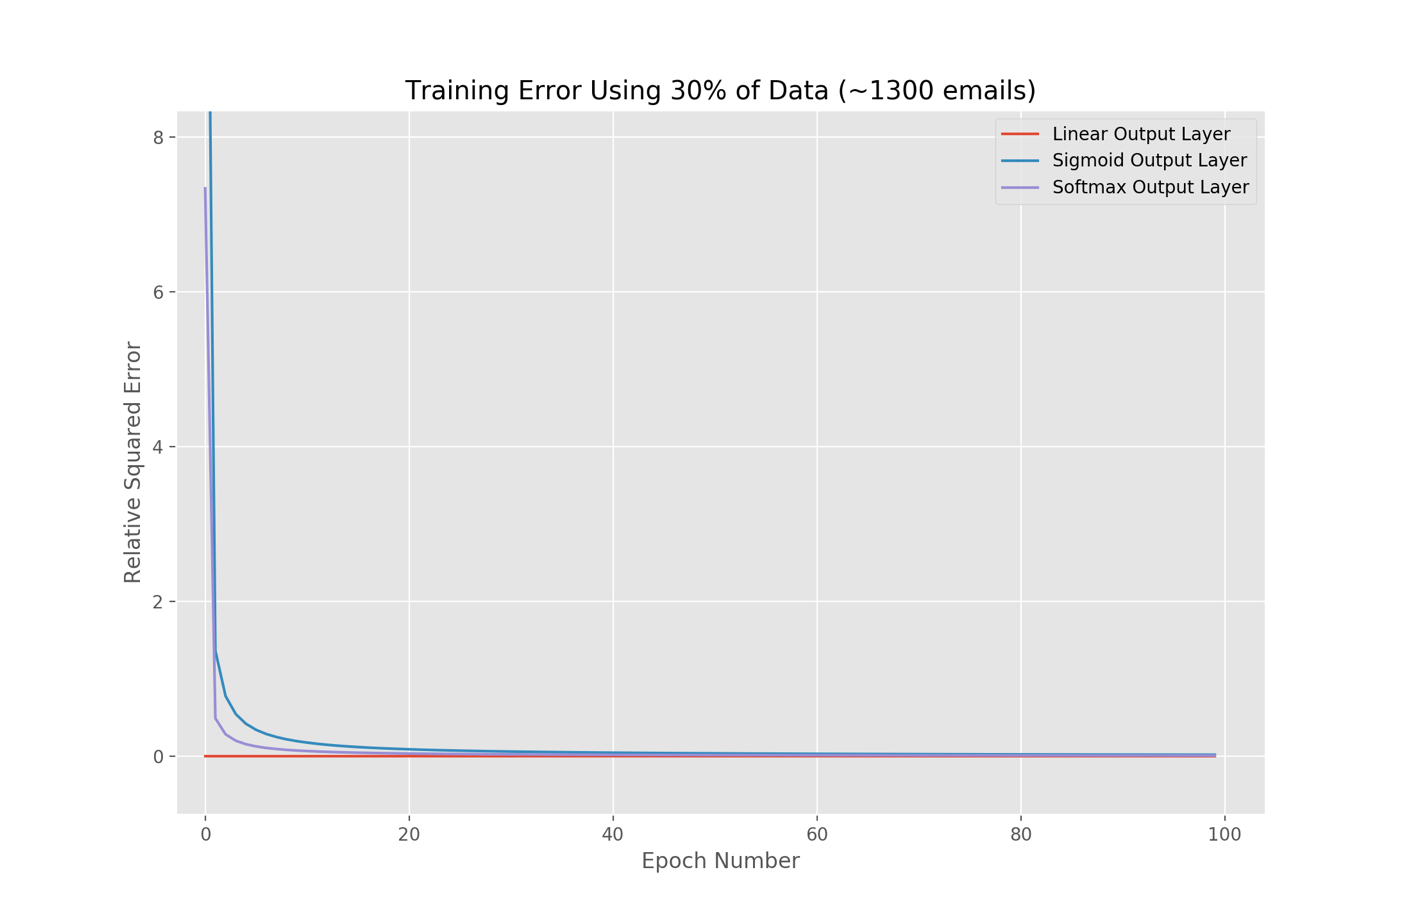 Training Error Using 30% of Data (~1300 emails)
Linear Output Layer
Sigmoid Output Layer
Softmax Output Layer
Relative Squared Error
8
6
4
2
0
0 20 40 60 80 100
Epoch Number